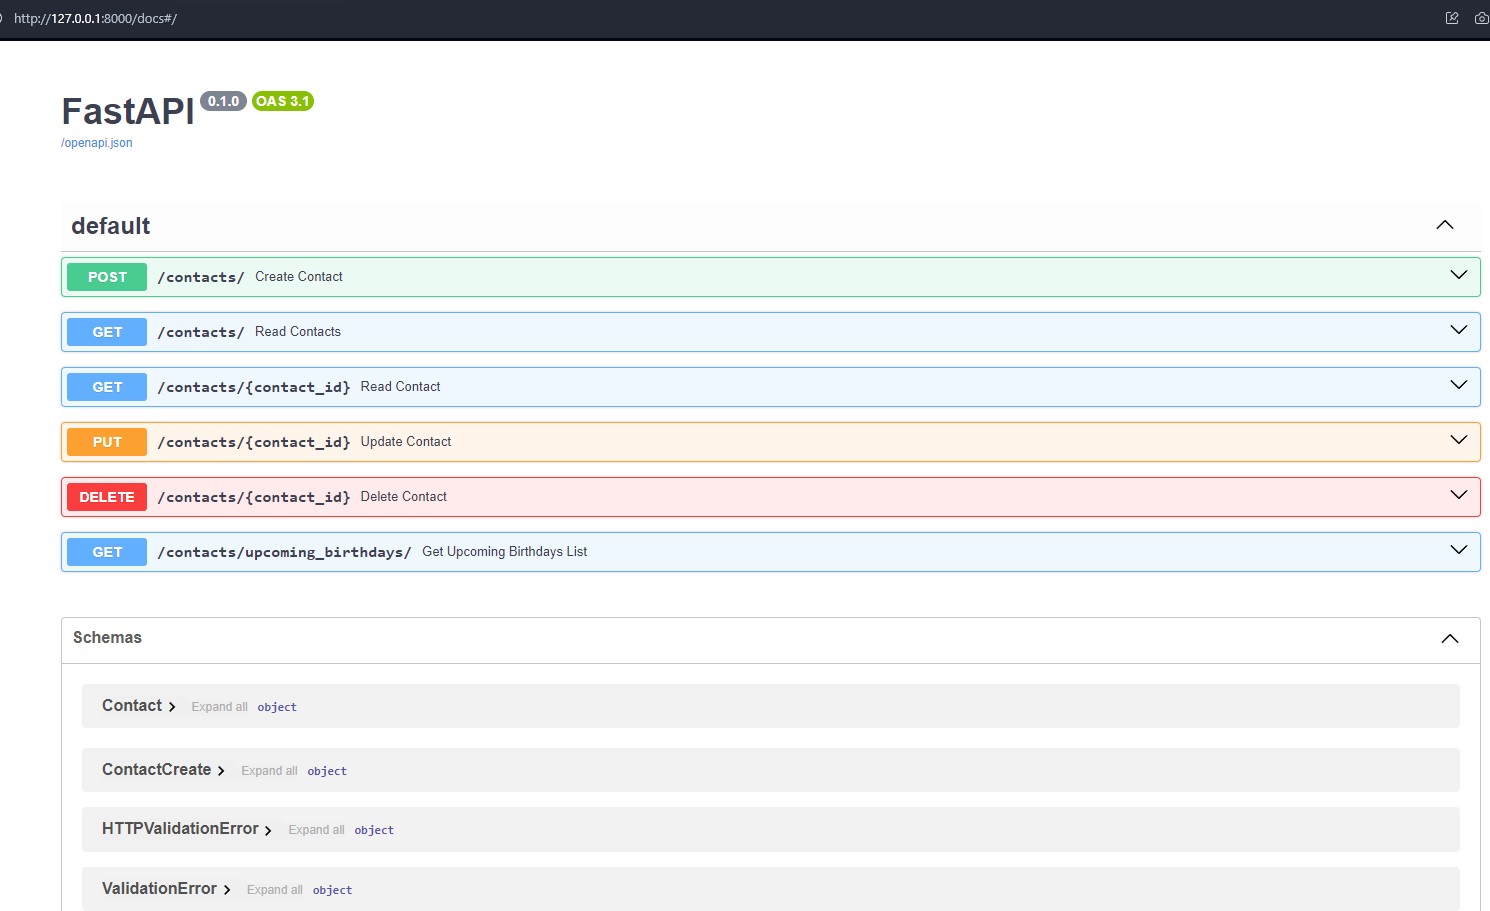 http://127.0.0.1:8000/docs#/
FastAPI 0.1.0 OAS 3.1
/openapi.json
default
POST /contacts/ Create Contact
GET /contacts/ Read Contacts
GET /contacts/{contact_id} Read Contact
PUT /contacts/{contact_id} Update Contact
DELETE /contacts/{contact_id} Delete Contact
GET /contacts/upcoming_birthdays/ Get Upcoming Birthdays List
Schemas
Contact Expand all object
ContactCreate Expand all object
HTTPValidationError Expand all object
ValidationError Expand all object